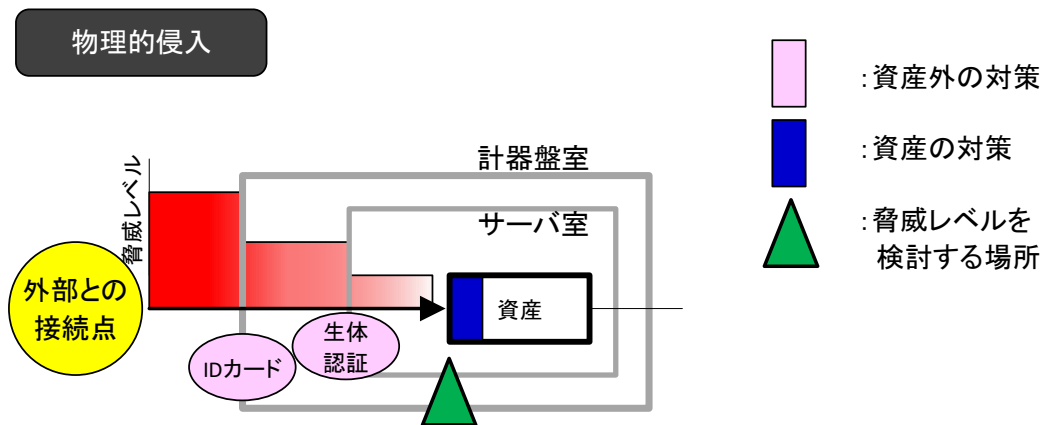 物理的侵入
:資産外の対策
:資産の対策
:脅威レベルを
検討する場所
計器盤室
サーバ室
脅威レベル
外部との
接続点
資産
IDカード
生体
認証